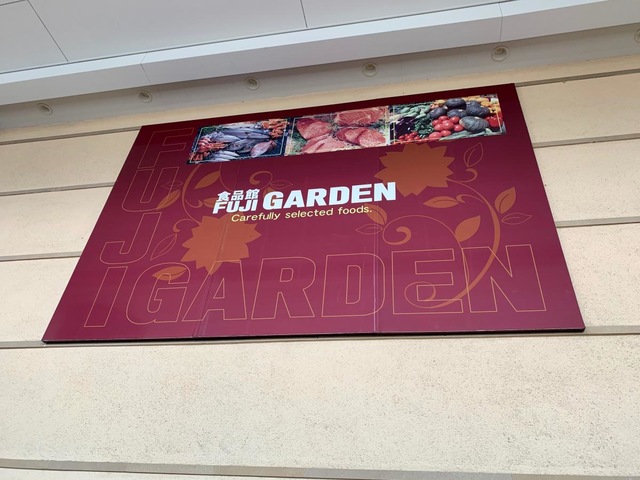 食品館
FUJI GARDEN
Carefully selected foods.
FUJI
GARDEN